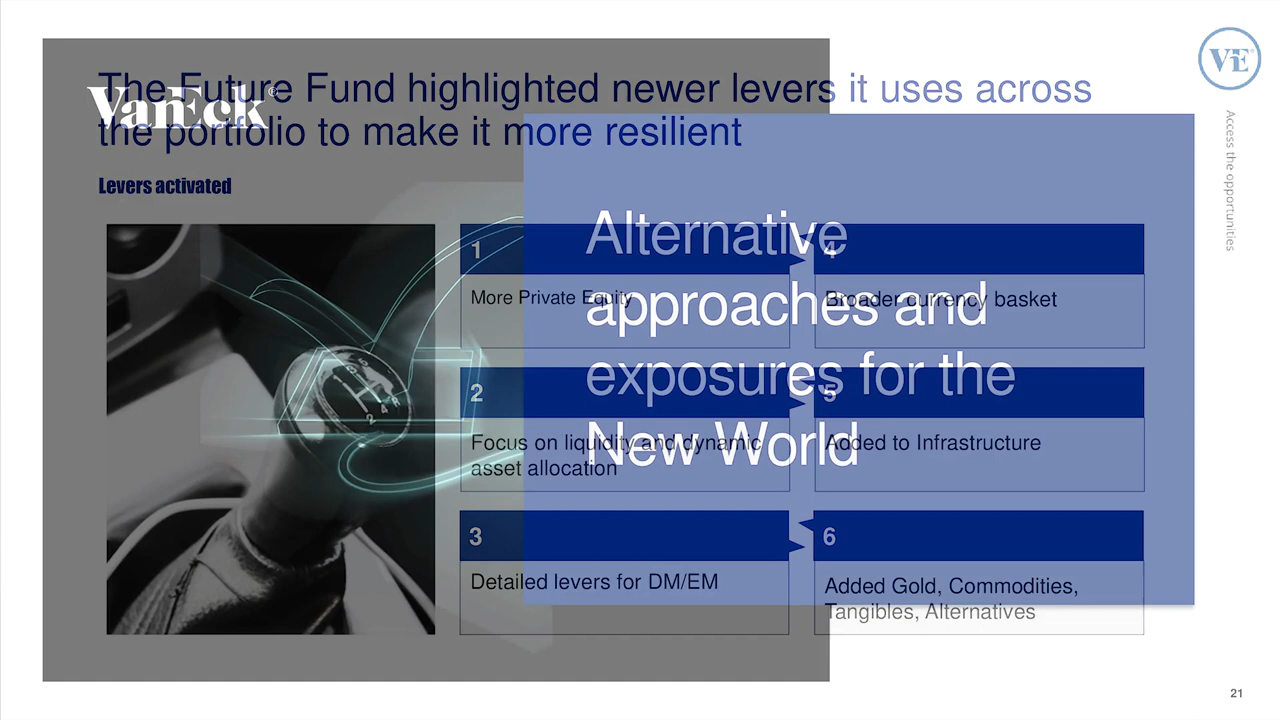 The Future Fund highlighted newer levers it uses across
the portfolio to make it more resilient
VanEck®
Levers activated
VE®
Access the opportunities
Alternative
approaches and
exposures for the
New World
1
More Private Equity
2
Focus on liquidity and dynamic
asset allocation
3
Detailed levers for DM/EM
4
Broader currency basket
5
Added to Infrastructure
6
Added Gold, Commodities,
Tangibles, Alternatives
21